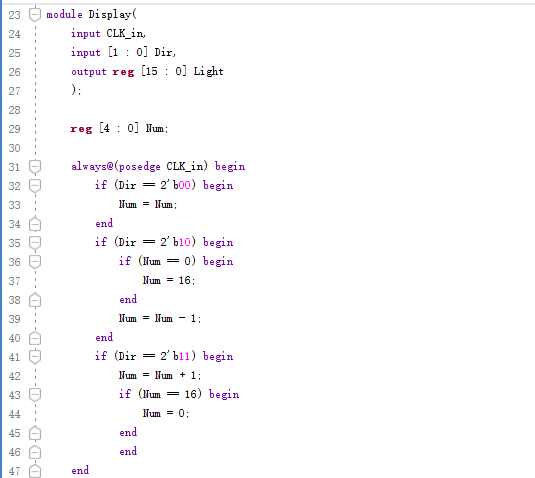 23 module Display(
24 input CLK_in,
25 input [1 : 0] Dir,
26 output reg [15 : 0] Light
27 );
28
29 reg [4 : 0] Num;
30
31 always@(posedge CLK_in) begin
32 if (Dir == 2'b00) begin
33 Num = Num;
34 end
35 if (Dir == 2'b10) begin
36 if (Num == 0) begin
37 Num = 16;
38 end
39 Num = Num - 1;
40 end
41 if (Dir == 2'b11) begin
42 Num = Num + 1;
43 if (Num == 16) begin
44 Num = 0;
45 end
46 end
47 end